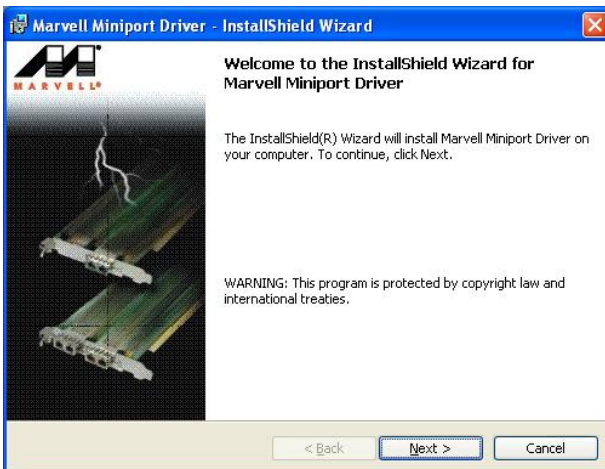 Marvell Miniport Driver - InstallShield Wizard
MARVELL®
Welcome to the InstallShield Wizard for
Marvell Miniport Driver
The InstallShield(R) Wizard will install Marvell Miniport Driver on
your computer. To continue, click Next.
WARNING: This program is protected by copyright law and
international treaties.
< Back
Next >
Cancel